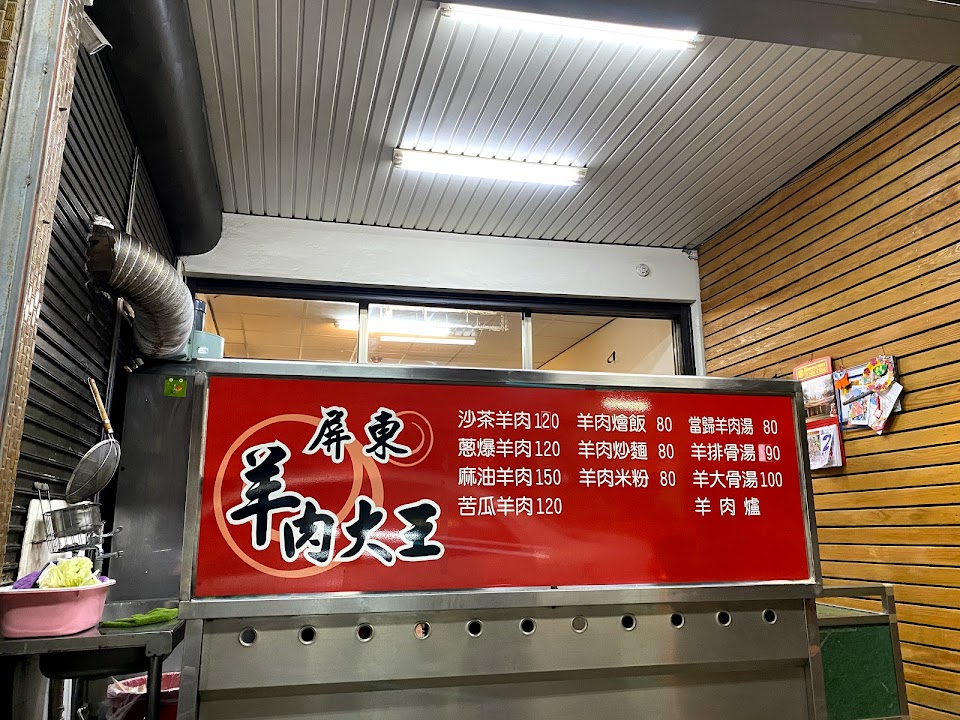 屏東
羊肉大王
沙茶羊肉120
蔥爆羊肉120
麻油羊肉150
苦瓜羊肉120
羊肉燴飯 80
羊肉炒麵 80
羊肉米粉 80
當歸羊肉湯 80
羊排骨湯 90
羊大骨湯100
羊肉爐